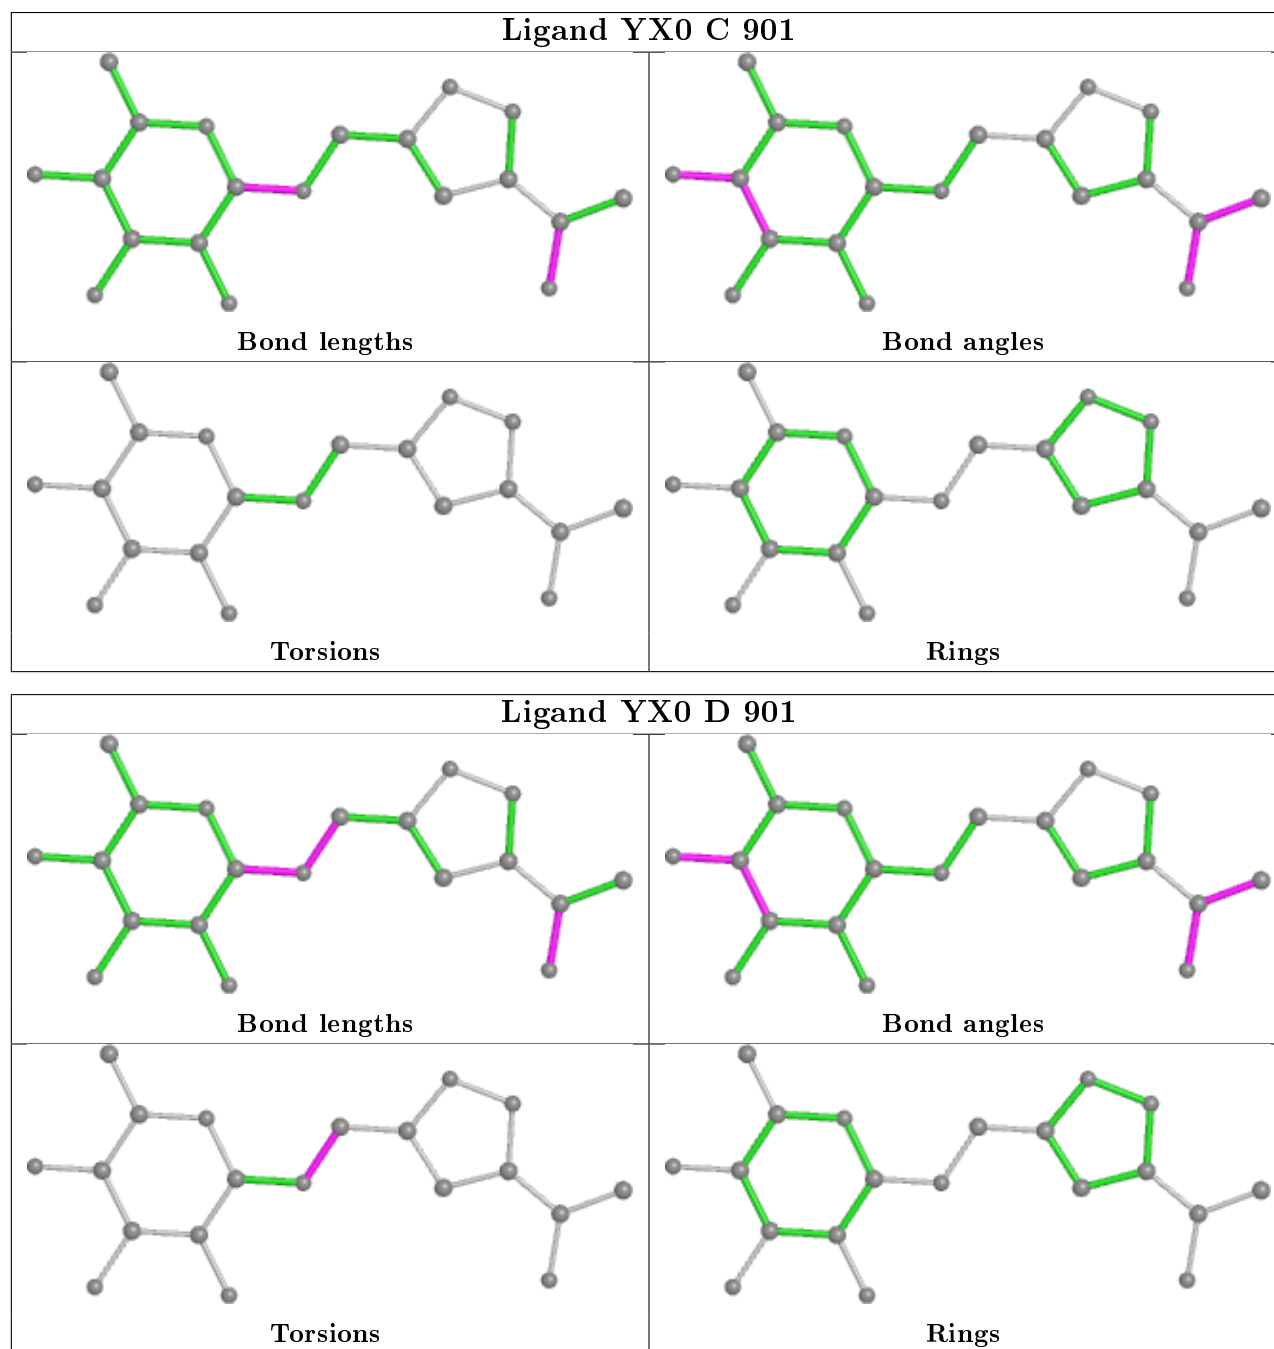 Ligand YX0 C 901
Bond lengths
Bond angles
Torsions
Rings
Ligand YX0 D 901
Bond lengths
Bond angles
Torsions
Rings